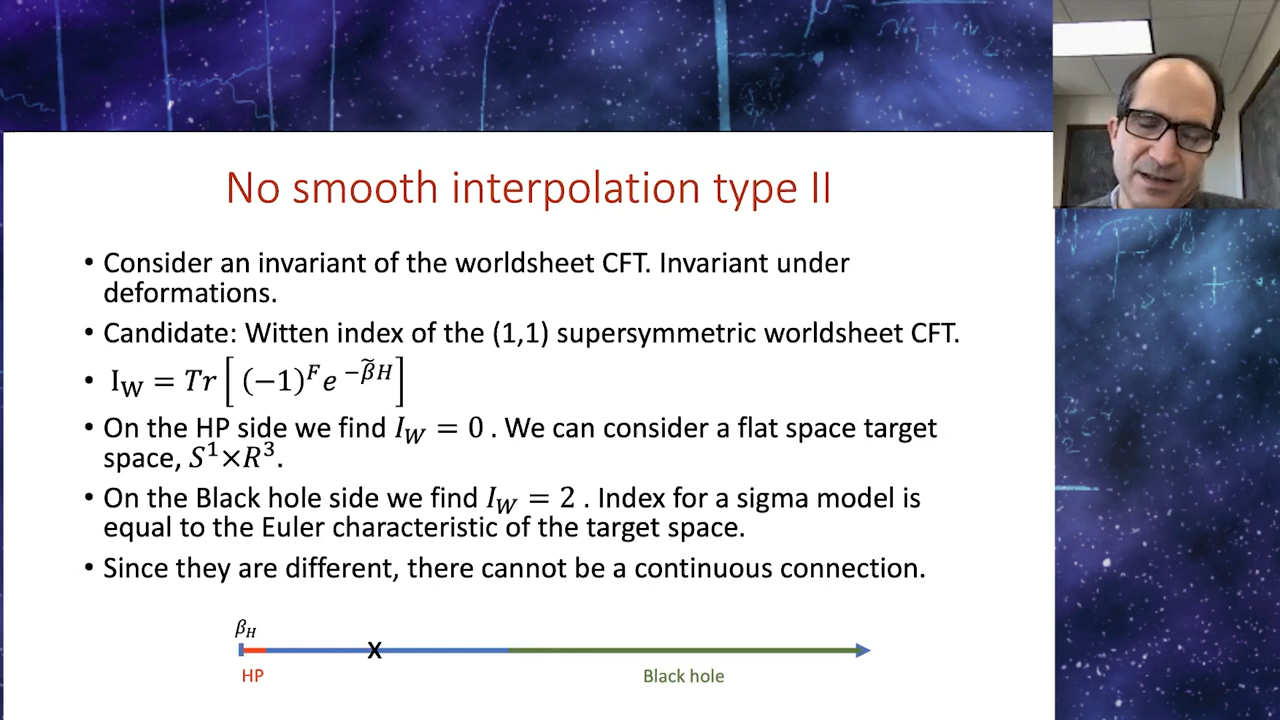 No smooth interpolation type II
• Consider an invariant of the worldsheet CFT. Invariant under
deformations.
• Candidate: Witten index of the (1,1) supersymmetric worldsheet CFT.
• I_W = Tr[ (−1)^F e^{−β̃H} ]
• On the HP side we find I_W = 0 . We can consider a flat space target
space, S¹×R³.
• On the Black hole side we find I_W = 2 . Index for a sigma model is
equal to the Euler characteristic of the target space.
• Since they are different, there cannot be a continuous connection.
β_H
X
HP
Black hole